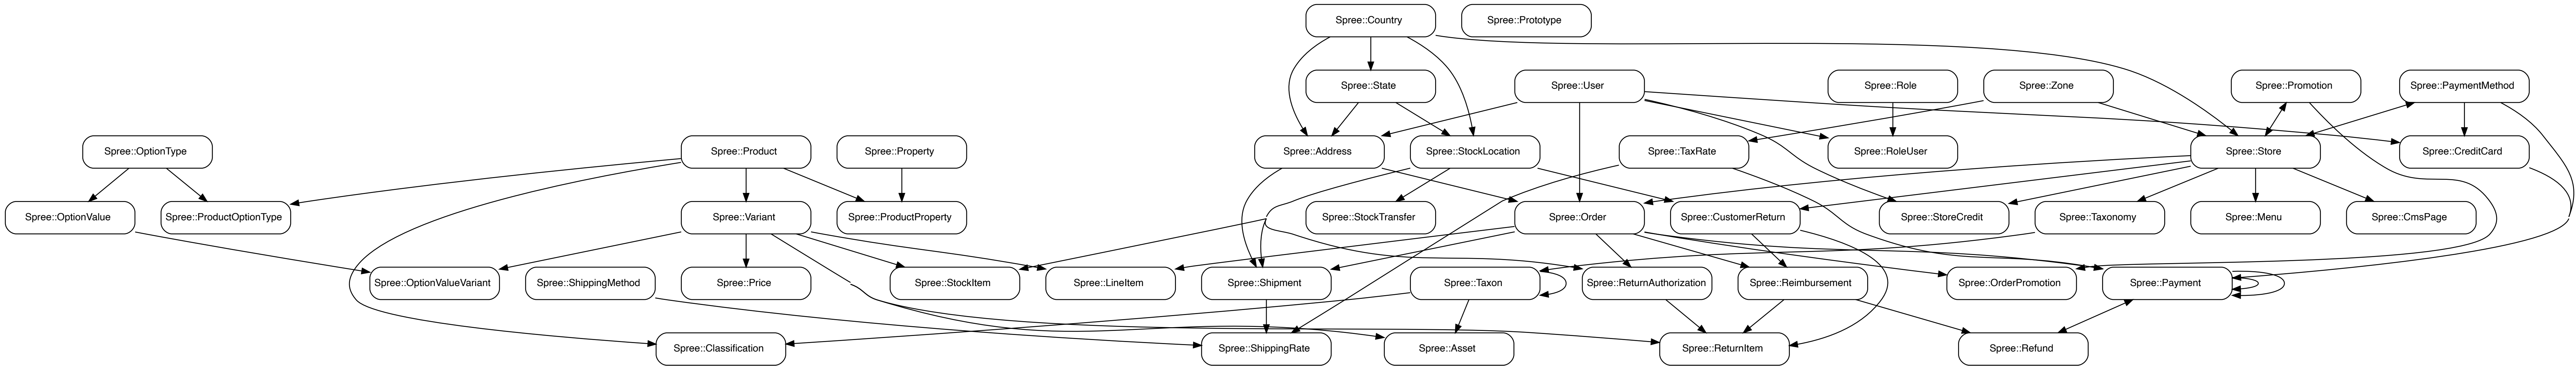 Spree::Country
Spree::Prototype
Spree::State
Spree::User
Spree::Role
Spree::Zone
Spree::Promotion
Spree::PaymentMethod
Spree::OptionType
Spree::Product
Spree::Property
Spree::Address
Spree::StockLocation
Spree::TaxRate
Spree::RoleUser
Spree::Store
Spree::CreditCard
Spree::OptionValue
Spree::ProductOptionType
Spree::Variant
Spree::ProductProperty
Spree::StockTransfer
Spree::Order
Spree::CustomerReturn
Spree::StoreCredit
Spree::Taxonomy
Spree::Menu
Spree::CmsPage
Spree::OptionValueVariant
Spree::ShippingMethod
Spree::Price
Spree::StockItem
Spree::LineItem
Spree::Shipment
Spree::Taxon
Spree::ReturnAuthorization
Spree::Reimbursement
Spree::OrderPromotion
Spree::Payment
Spree::Classification
Spree::ShippingRate
Spree::Asset
Spree::ReturnItem
Spree::Refund